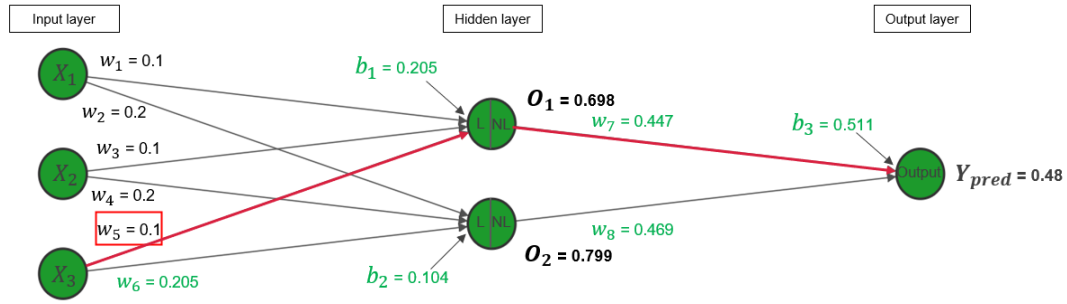 Input layer
Hidden layer
Output layer
X₁
w₁ = 0.1
b₁ = 0.205
O₁ = 0.698
w₂ = 0.2
L NL
w₇ = 0.447
b₃ = 0.511
w₃ = 0.1
X₂
Output
Y_pred = 0.48
w₄ = 0.2
w₅ = 0.1
L NL
w₈ = 0.469
O₂ = 0.799
X₃
w₆ = 0.205
b₂ = 0.104